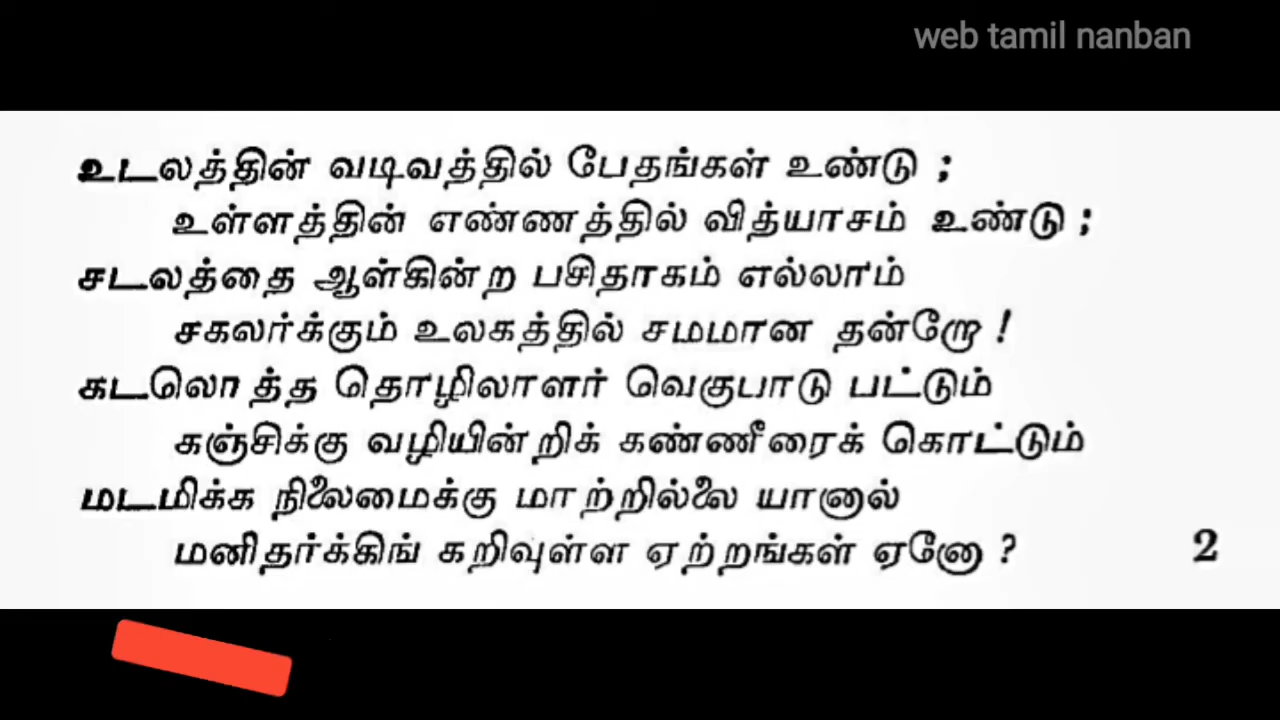 web tamil nanban
உடலத்தின் வடிவத்தில் பேதங்கள் உண்டு ;
உள்ளத்தின் எண்ணத்தில் வித்யாசம் உண்டு ;
சடலத்தை ஆள்கின்ற பசிதாகம் எல்லாம்
சகலர்க்கும் உலகத்தில் சமமான தன்றோ !
கடலொத்த தொழிலாளர் வெகுபாடு பட்டும்
கஞ்சிக்கு வழியின்றிக் கண்ணீரைக் கொட்டும்
மடமிக்க நிலைமைக்கு மாற்றில்லை யானால்
மனிதர்க்கிங் கறிவுள்ள ஏற்றங்கள் ஏனோ ? 2